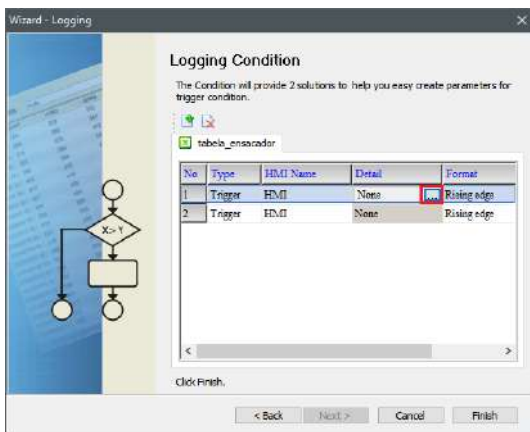 Wizard - Logging
Logging Condition
The Condition will provide 2 solutions to help you easy create parameters for
trigger condition.
tabela_ensacador
No Type HMI Name Detail Format
1 Trigger HMI None ... Rising edge
2 Trigger HMI None Rising edge
X> Y
Click Finish.
< Back Next > Cancel Finish